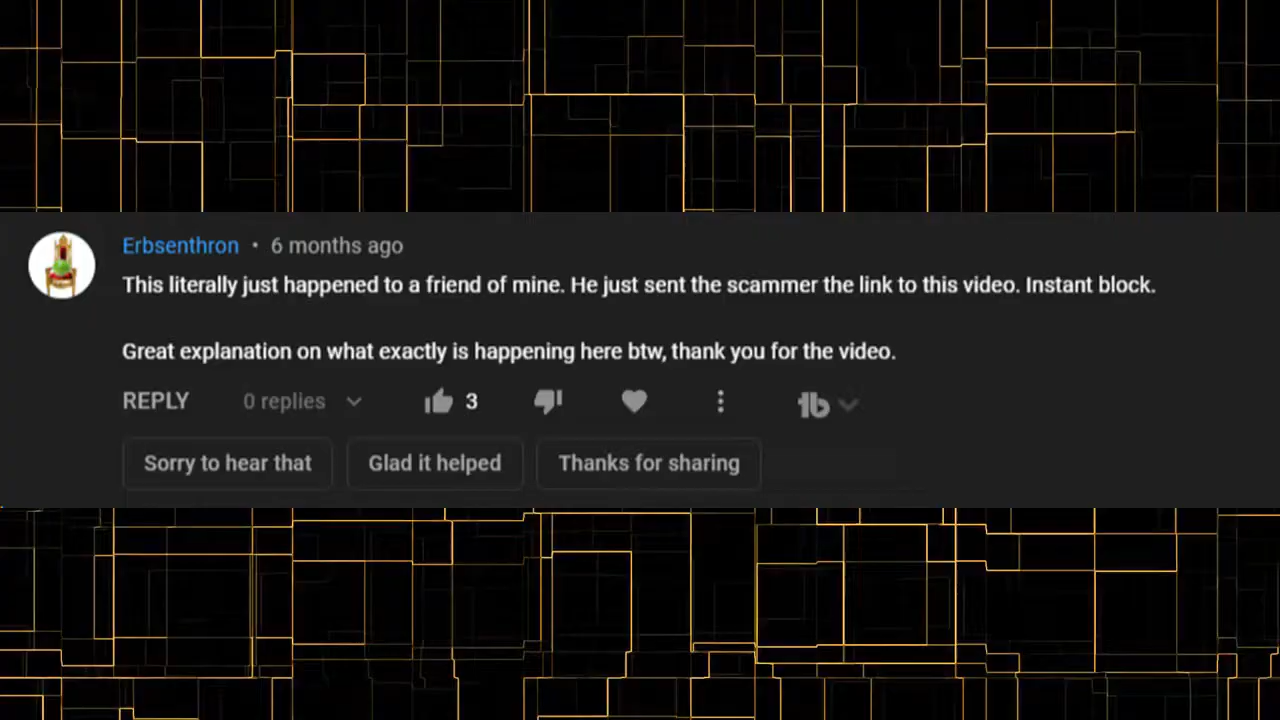 Erbsenthron • 6 months ago
This literally just happened to a friend of mine. He just sent the scammer the link to this video. Instant block.
Great explanation on what exactly is happening here btw, thank you for the video.
REPLY 0 replies 3 tb
Sorry to hear that Glad it helped Thanks for sharing